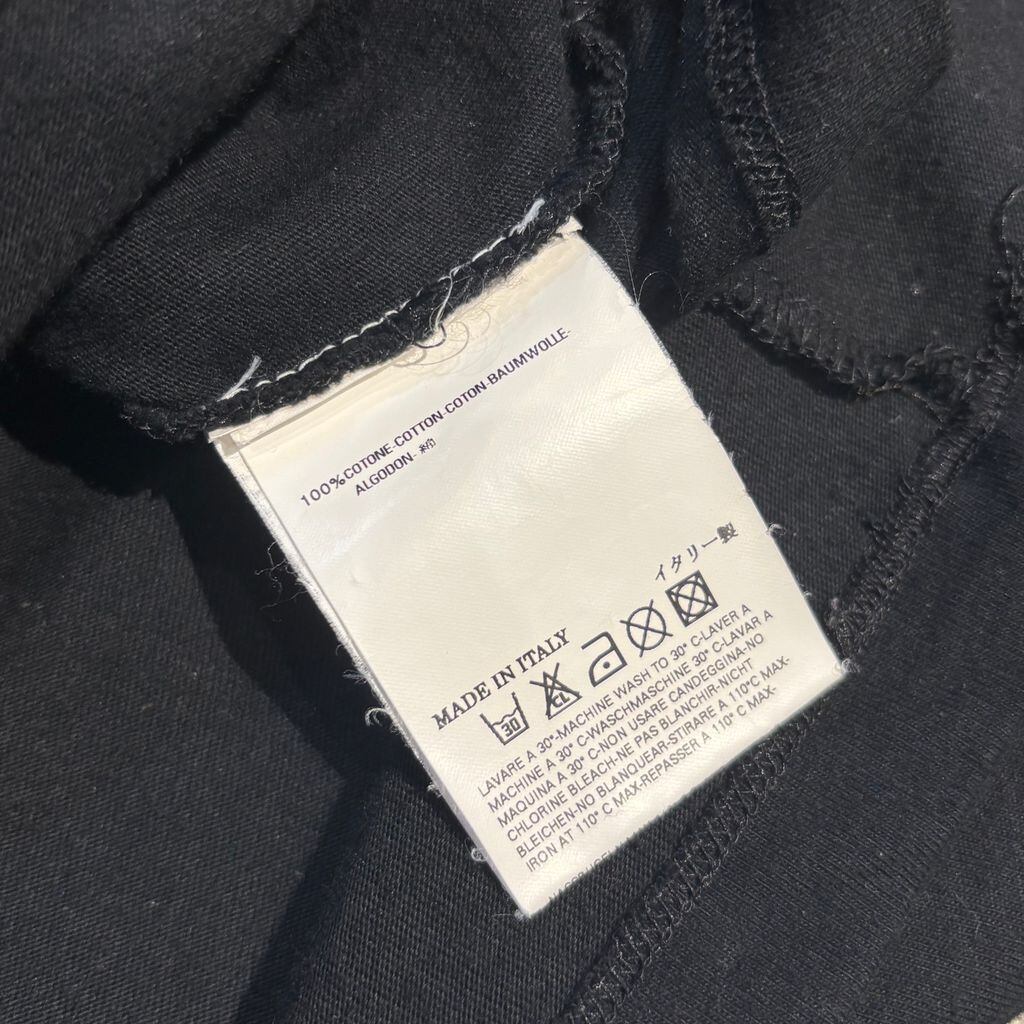 100%COTONE-COTTON-COTON-BAUMWOLLE-
ALGODON- 綿
イタリー製
MADE IN ITALY
30
CL
LAVARE A 30°-MACHINE WASH TO 30° C-LAVER A
MACHINE A 30° C-WASCHMASCHINE 30° C-LAVAR A
MAQUINA A 30° C-NON USARE CANDEGGINA-NO
CHLORINE BLEACH-NE PAS BLANCHIR-NICHT
BLEICHEN-NO BLANQUEAR-STIRARE A 110°C MAX-
IRON AT 110° C MAX-REPASSER A 110° C MAX-